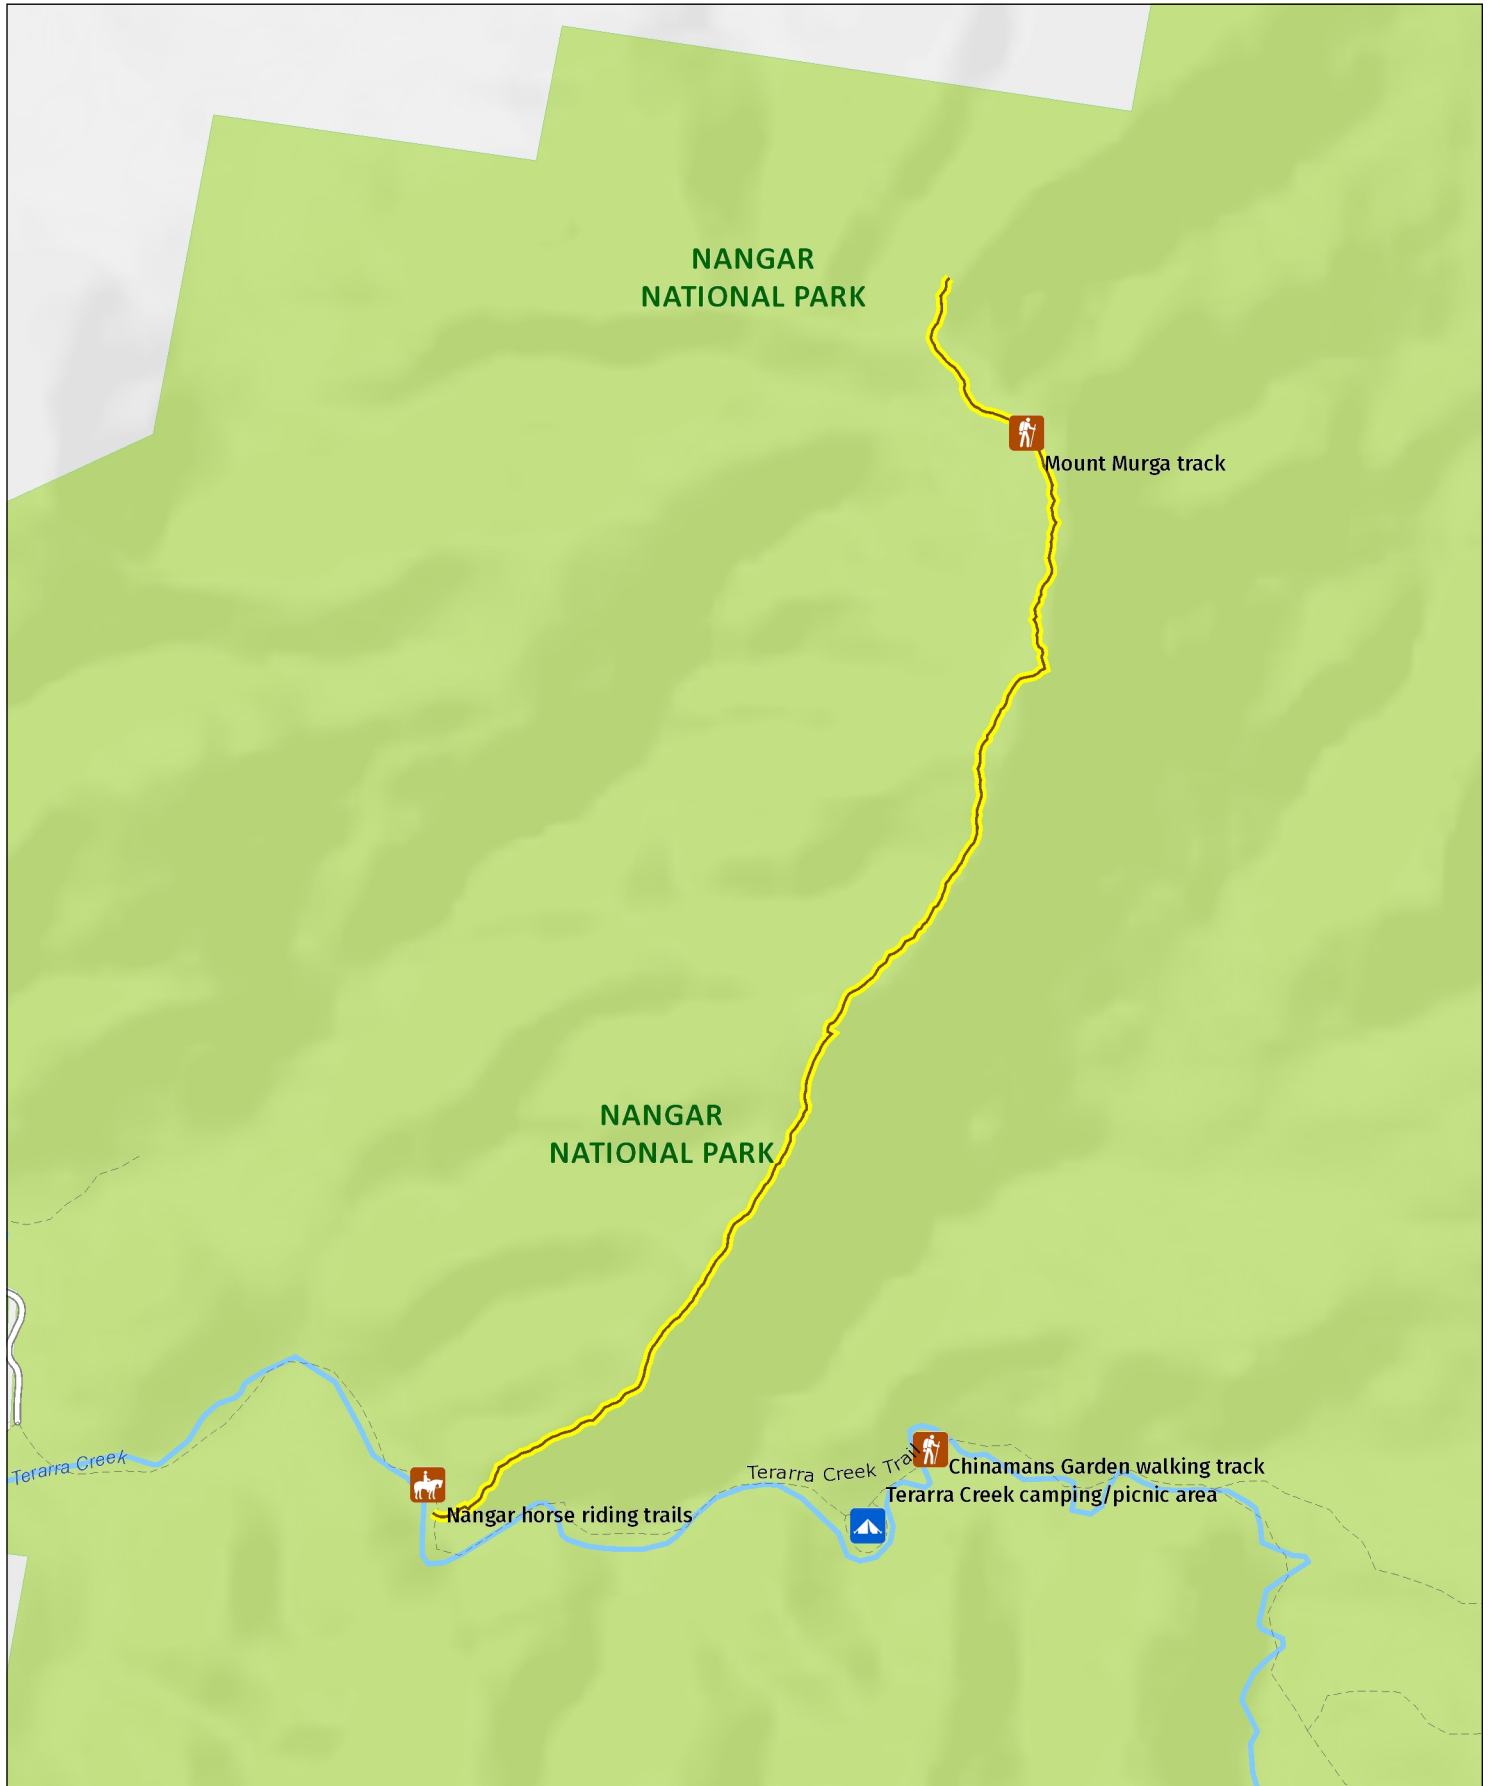 NANGAR
NATIONAL PARK
Mount Murga track
NANGAR
NATIONAL PARK
Terarra Creek
Terarra Creek Trail
Chinamans Garden walking track
Terarra Creek camping/picnic area
Nangar horse riding trails